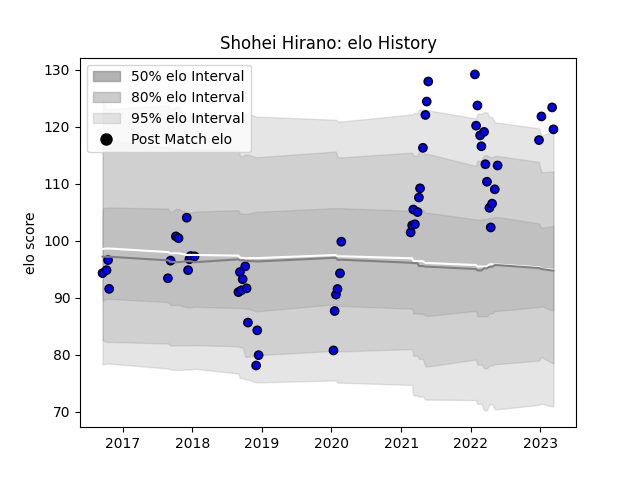 Shohei Hirano: elo History
50% elo Interval
80% elo Interval
95% elo Interval
Post Match elo
elo score
130
120
110
100
90
80
70
2017 2018 2019 2020 2021 2022 2023